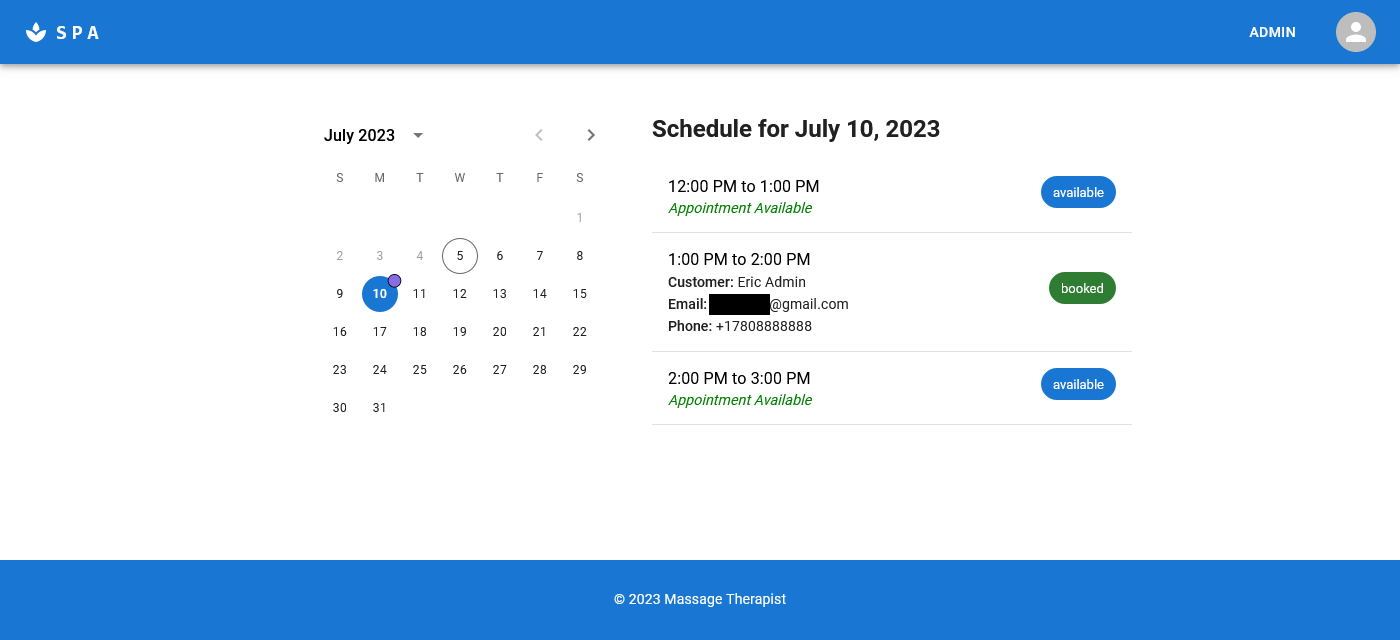 SPA
ADMIN
July 2023
S M T W T F S
1
2 3 4 5 6 7 8
9 10 11 12 13 14 15
16 17 18 19 20 21 22
23 24 25 26 27 28 29
30 31
Schedule for July 10, 2023
12:00 PM to 1:00 PM
Appointment Available
available
1:00 PM to 2:00 PM
Customer: Eric Admin
Email: @gmail.com
Phone: +17808888888
booked
2:00 PM to 3:00 PM
Appointment Available
available
© 2023 Massage Therapist